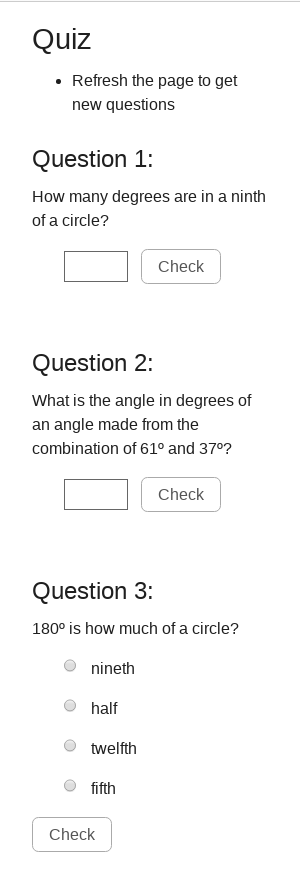 Quiz
• Refresh the page to get
new questions
Question 1:
How many degrees are in a ninth
of a circle?
Check
Question 2:
What is the angle in degrees of
an angle made from the
combination of 61º and 37º?
Check
Question 3:
180º is how much of a circle?
nineth
half
twelfth
fifth
Check